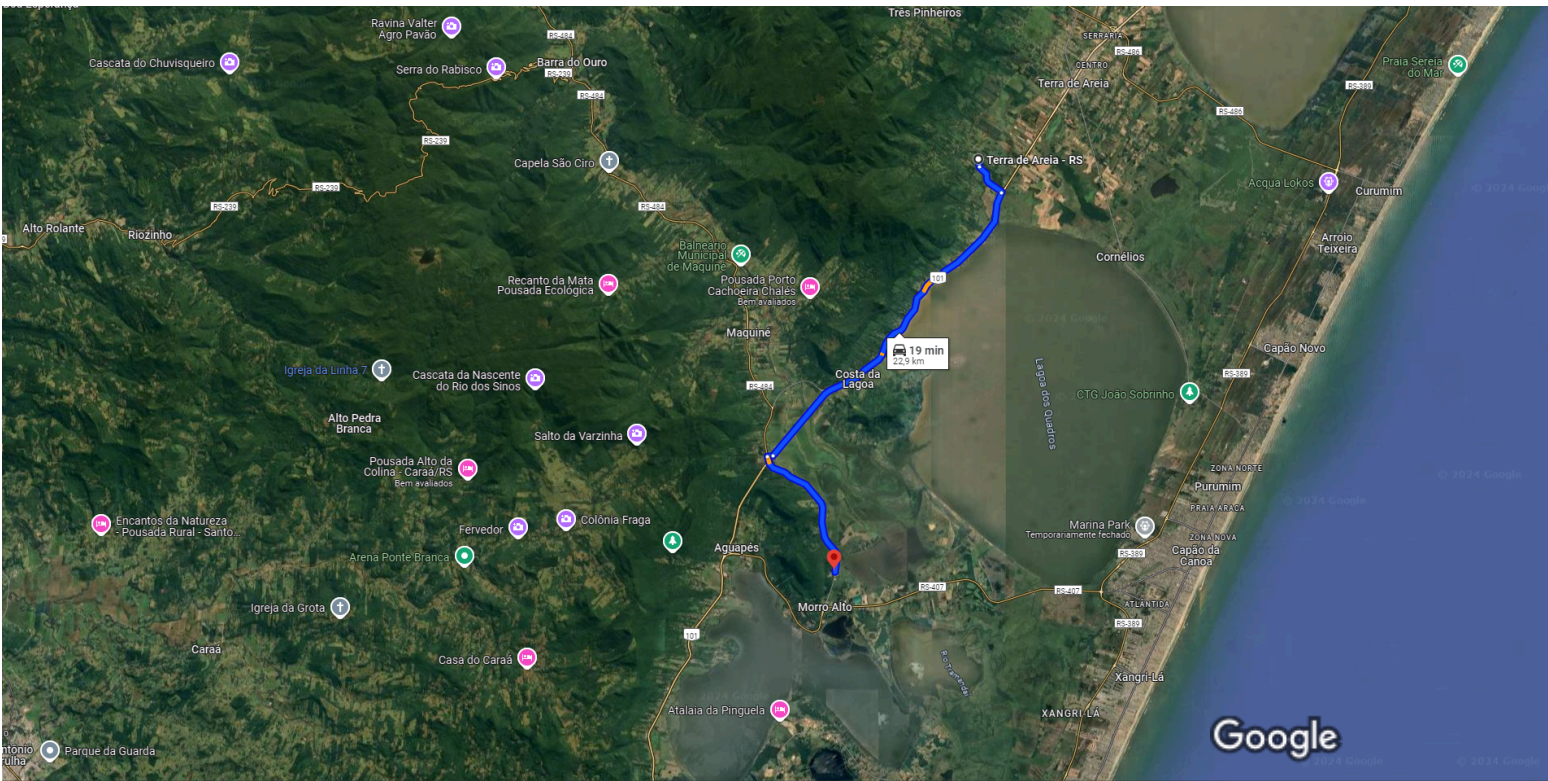 Três Pinheiros
Ravina Valter
Agro Pavão
RS-484
SERRARIA
RS-486
Cascata do Chuvisqueiro
Serra do Rabisco
Barra do Ouro
RS-239
CENTRO
Praia Sereia
do Mar
Terra de Areia
RS-389
RS-484
RS-486
RS-239
Capela São Ciro
Terra de Areia - RS
RS-239
Acqua Lokos
Curumim
RS-239
RS-484
Alto Rolante
Riozinho
Arroio
Teixeira
Balneário
Municipal
de Maquiné
Cornélios
Recanto da Mata
Pousada Ecológica
Pousada Porto
Cachoeira Chalés
Bem avaliados
101
Maquiné
19 min
22,9 km
Capão Novo
Igreja da Linha 7
Cascata da Nascente
do Rio dos Sinos
Costa da
Lagoa
RS-484
RS-389
Lagoa dos Quadros
CTG João Sobrinho
Alto Pedra
Branca
Salto da Varzinha
Pousada Alto da
Colina - Caraá/RS
Bem avaliados
ZONA NORTE
Purumim
PRAIA ARAÇÁ
Encantos da Natureza
- Pousada Rural - Santo...
Fervedor
Colônia Fraga
Marina Park
Temporariamente fechado
ZONA NOVA
Arena Ponte Branca
Aguapés
RS-389
Capão da
Canoa
RS-407
RS-407
Igreja da Grota
Morro Alto
ATLANTIDA
RS-389
101
Caraá
Casa do Caraá
Rio Tramandaí
Xangri-Lá
Atalaia da Pinguela
XANGRI LÁ
Parque da Guarda
Google
© 2024 Google